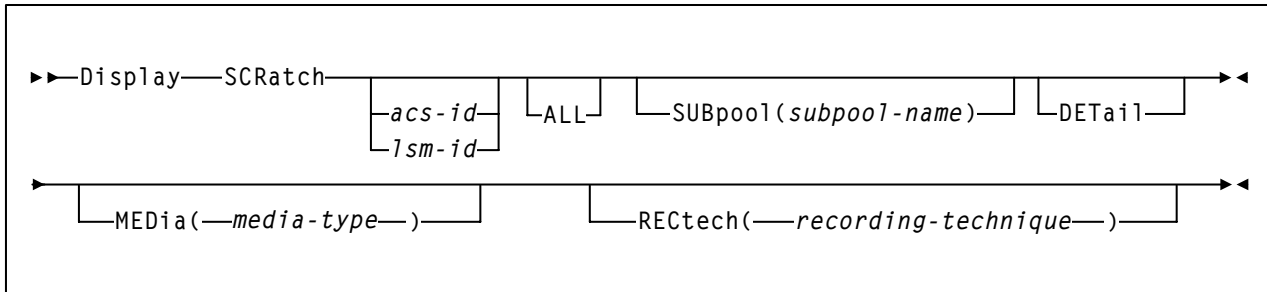 Display SCRatch
acs-id ALL SUBpool(subpool-name) DETail
lsm-id
MEDia( media-type ) RECtech( recording-technique )